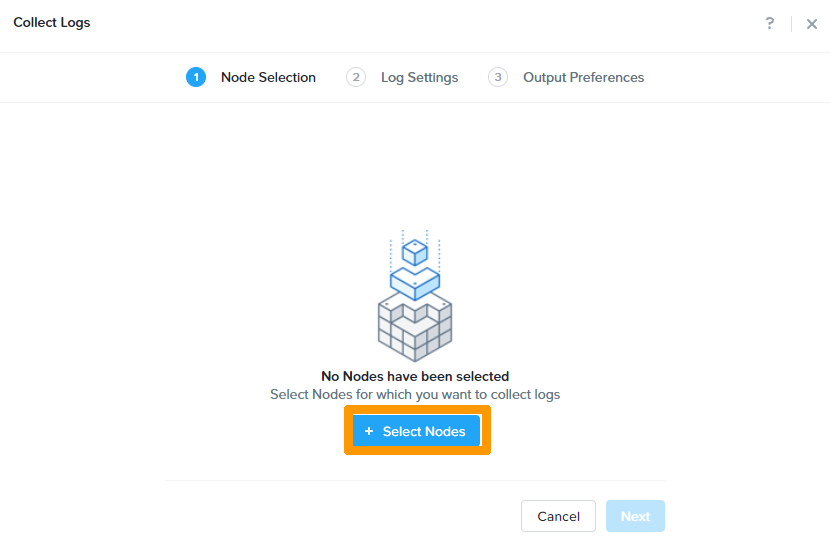 Collect Logs
?
1 Node Selection 2 Log Settings 3 Output Preferences
No Nodes have been selected
Select Nodes for which you want to collect logs
+ Select Nodes
Cancel Next